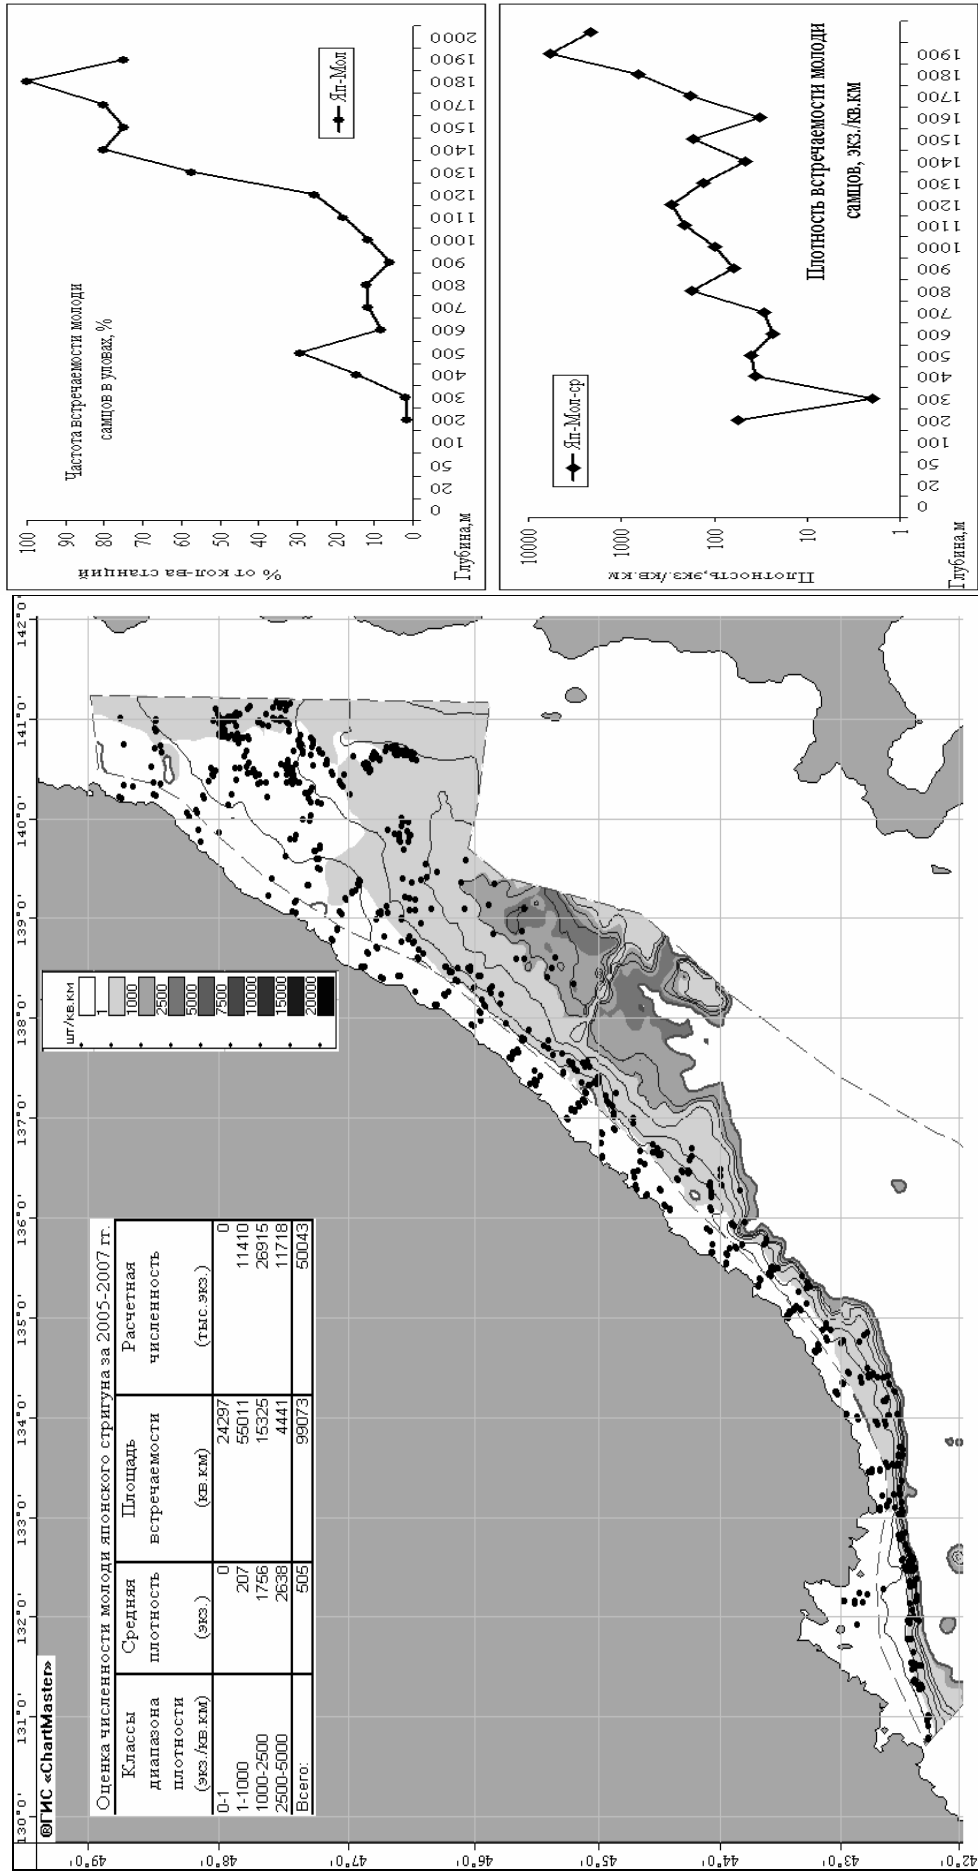 ®ГИС «ChartMaster»
130°0' 131°0' 132°0' 133°0' 134°0' 135°0' 136°0' 137°0' 138°0' 139°0' 140°0' 141°0' 142°0'
49°0'
48°0'
47°0'
46°0'
45°0'
44°0'
43°0'
42°0'
Оценка численности молоди японского стригуна за 2005-2007 гг.
Классы Средняя Площадь Расчетная
диапазона плотность встречаемости численность
плотности
(экз./кв.км) (экз.) (кв.км) (тыс.экз.)
0-1 0 24297 0
1-1000 207 55011 11410
1000-2500 1756 15325 26915
2500-5000 2638 4441 11718
Всего: 505 99073 50043
шт/кв.км
1
1000
2500
5000
7500
10000
15000
20000
Частота встречаемости молоди
самцов в уловах, %
Яп-Мол
% от кол-ва станций
100
90
80
70
60
50
40
30
20
10
0
0 20 50 100 200 300 400 500 600 700 800 900 1000 1100 1200 1300 1400 1500 1700 1800 1900 2000
Глубина,м
Яп-Мол-ср
Плотность встречаемости молоди
самцов, экз./кв.км
Плотность,экз./кв.км
10000
1000
100
10
1
0 20 50 100 200 300 400 500 600 700 800 900 1000 1100 1200 1300 1400 1500 1600 1700 1800 1900
Глубина,м